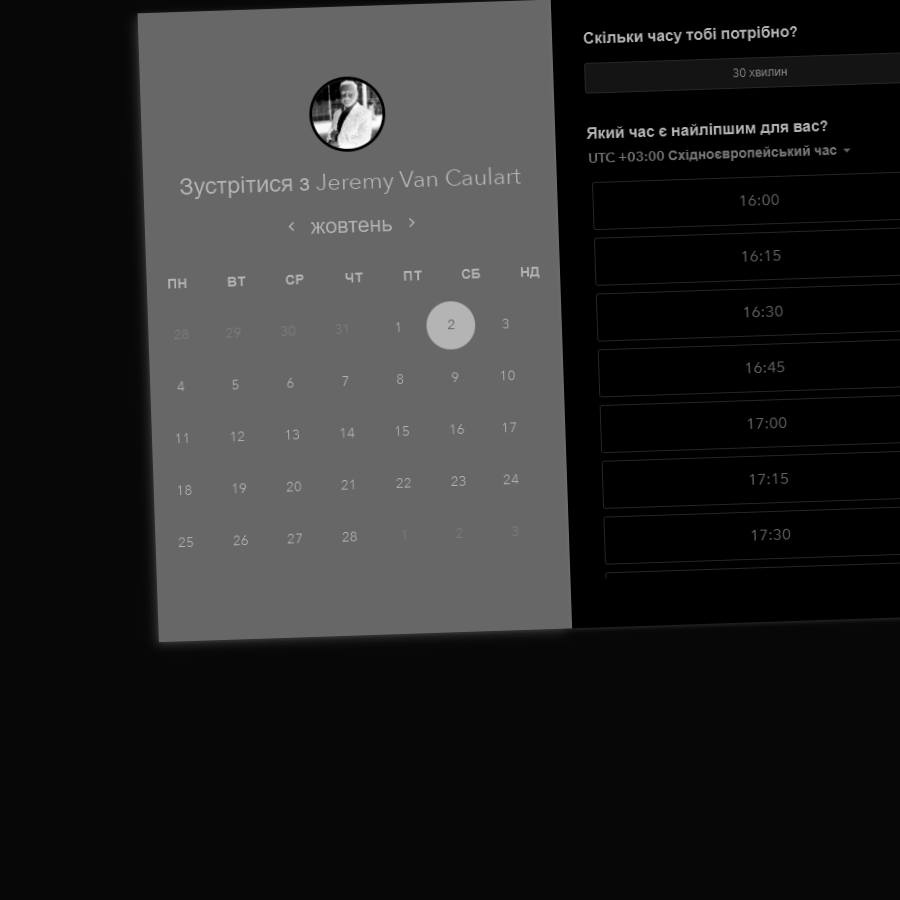 Зустрітися з Jeremy Van Caulart
жовтень
ПН ВТ СР ЧТ ПТ СБ НД
28 29 30 31 1 2 3
4 5 6 7 8 9 10
11 12 13 14 15 16 17
18 19 20 21 22 23 24
25 26 27 28 1 2 3
Скільки часу тобі потрібно?
30 хвилин
Який час є найліпшим для вас?
UTC +03:00 Східноєвропейський час
16:00
16:15
16:30
16:45
17:00
17:15
17:30